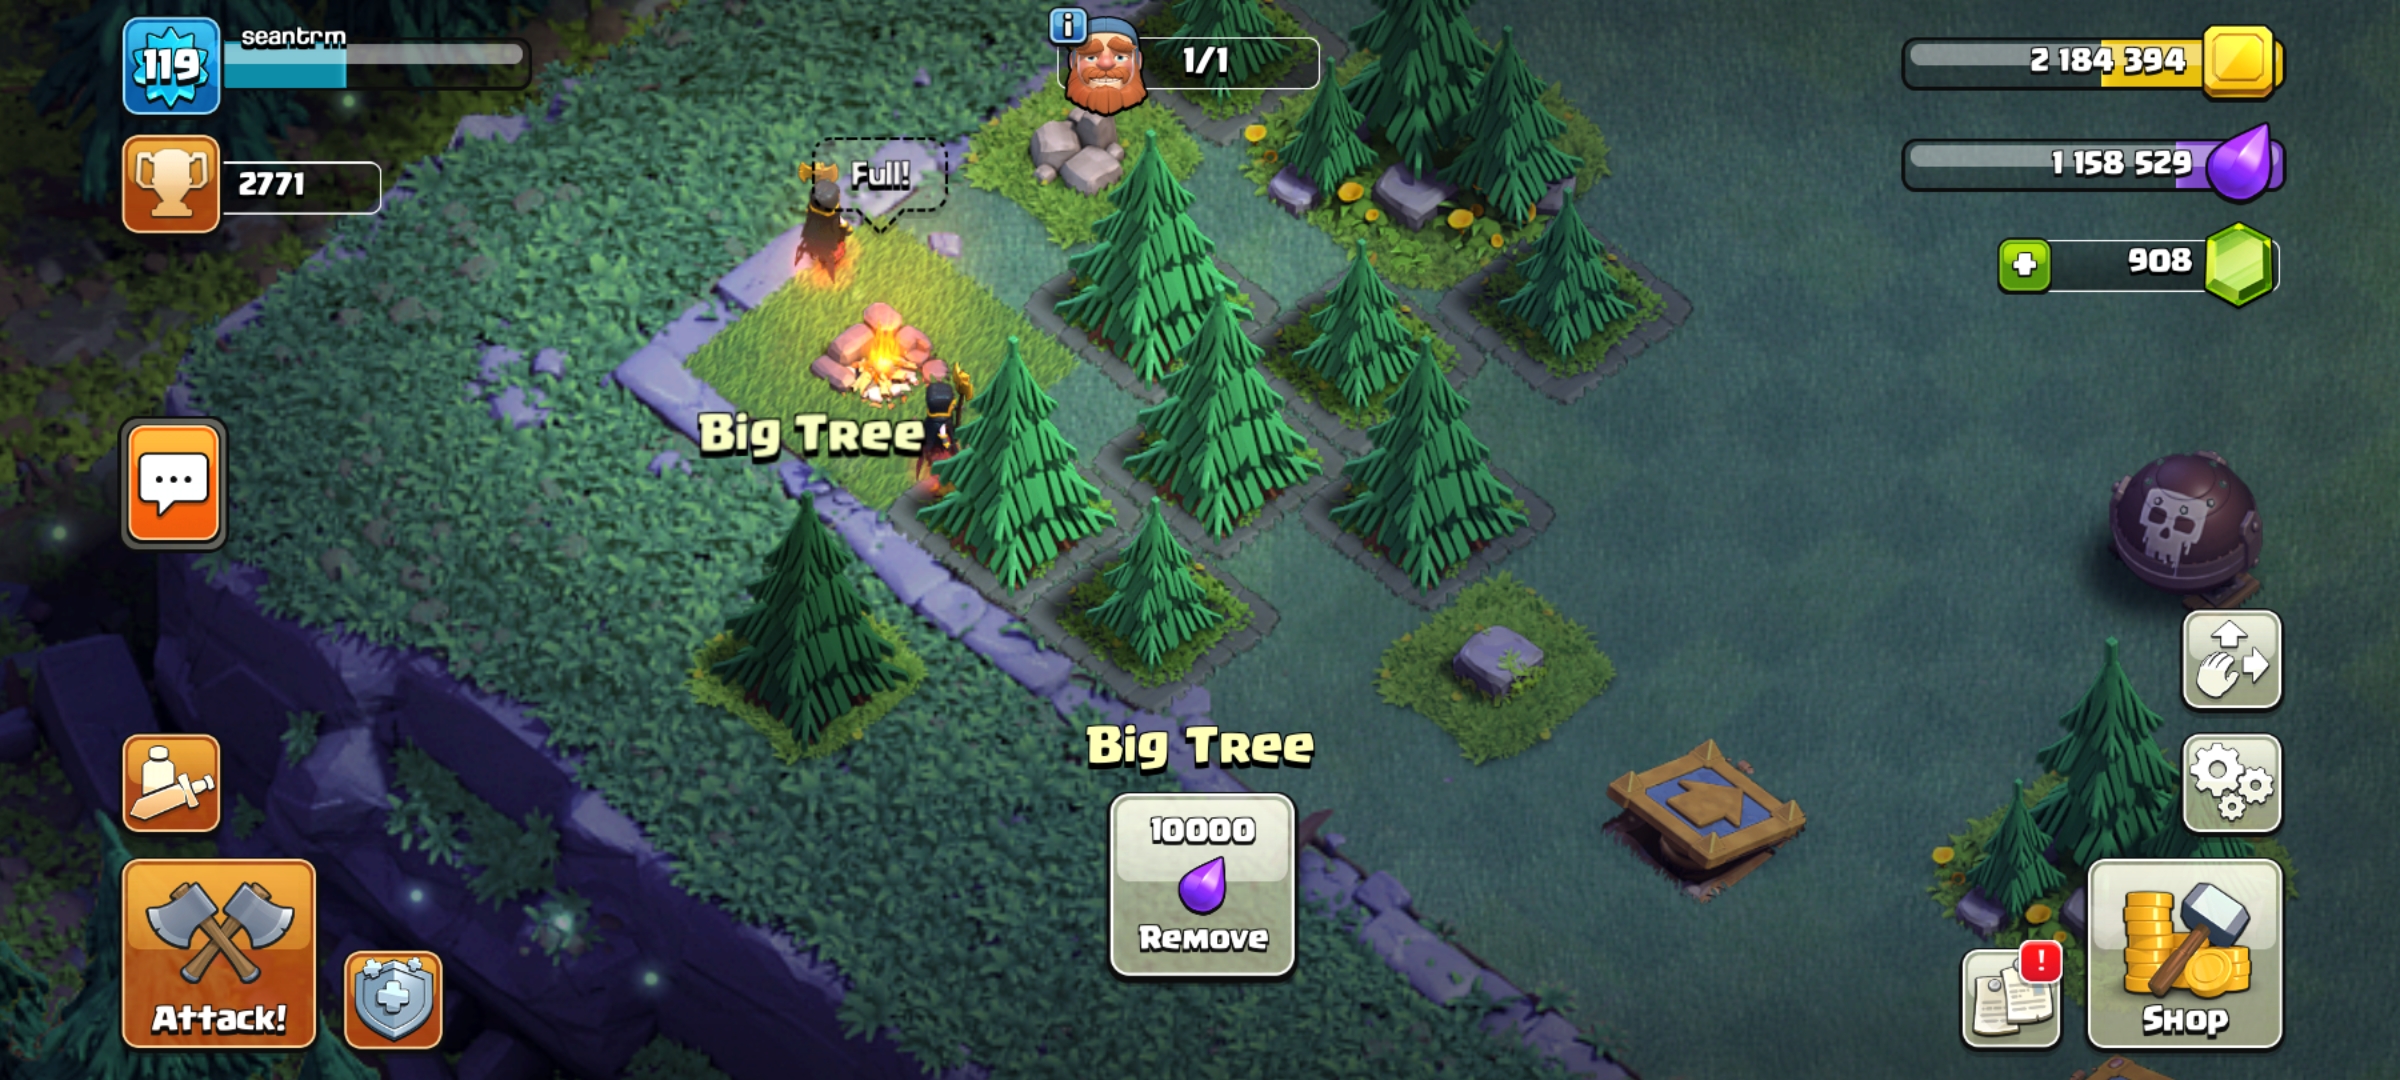 119
seantrm
1/1
2 184 394
2771
Full!
1 158 529
908
Big Tree
Big Tree
10000
Remove
Attack!
!
Shop